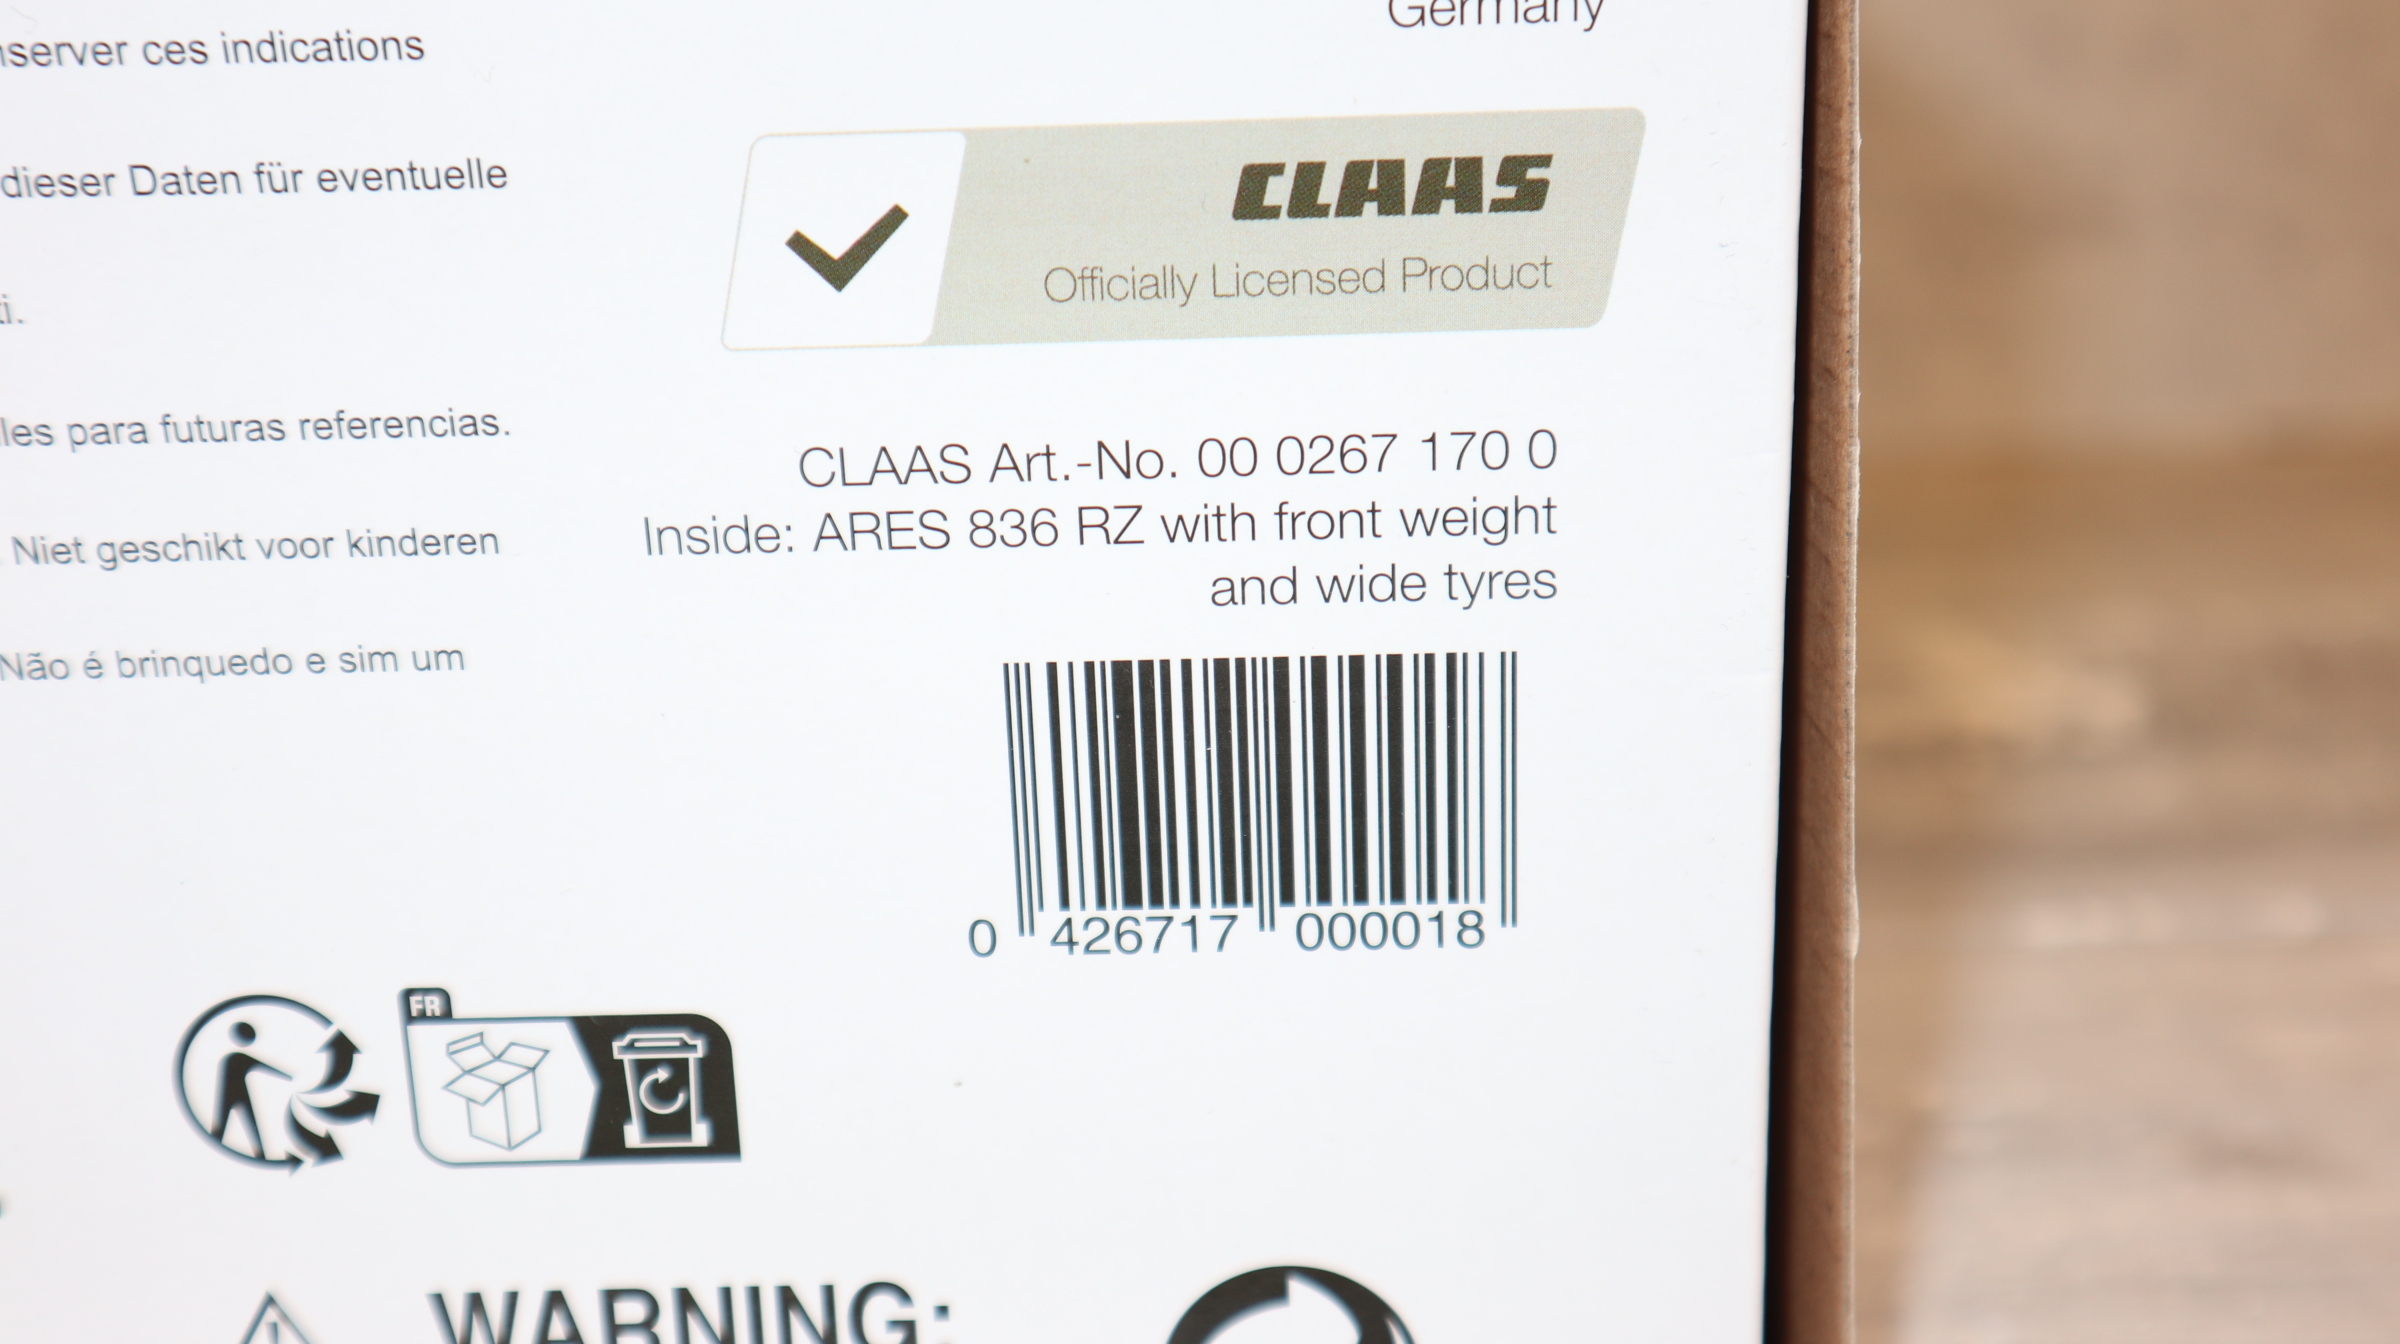 Germany
ces indications
dieser Daten für eventuelle
CLAAS
Officially Licensed Product
para futuras referencias.
CLAAS Art.-No. 00 0267 170 0
Inside: ARES 836 RZ with front weight
and wide tyres
Niet geschikt voor kinderen
Não é brinquedo e sim um
0 426717 000018
FR
WARNING: